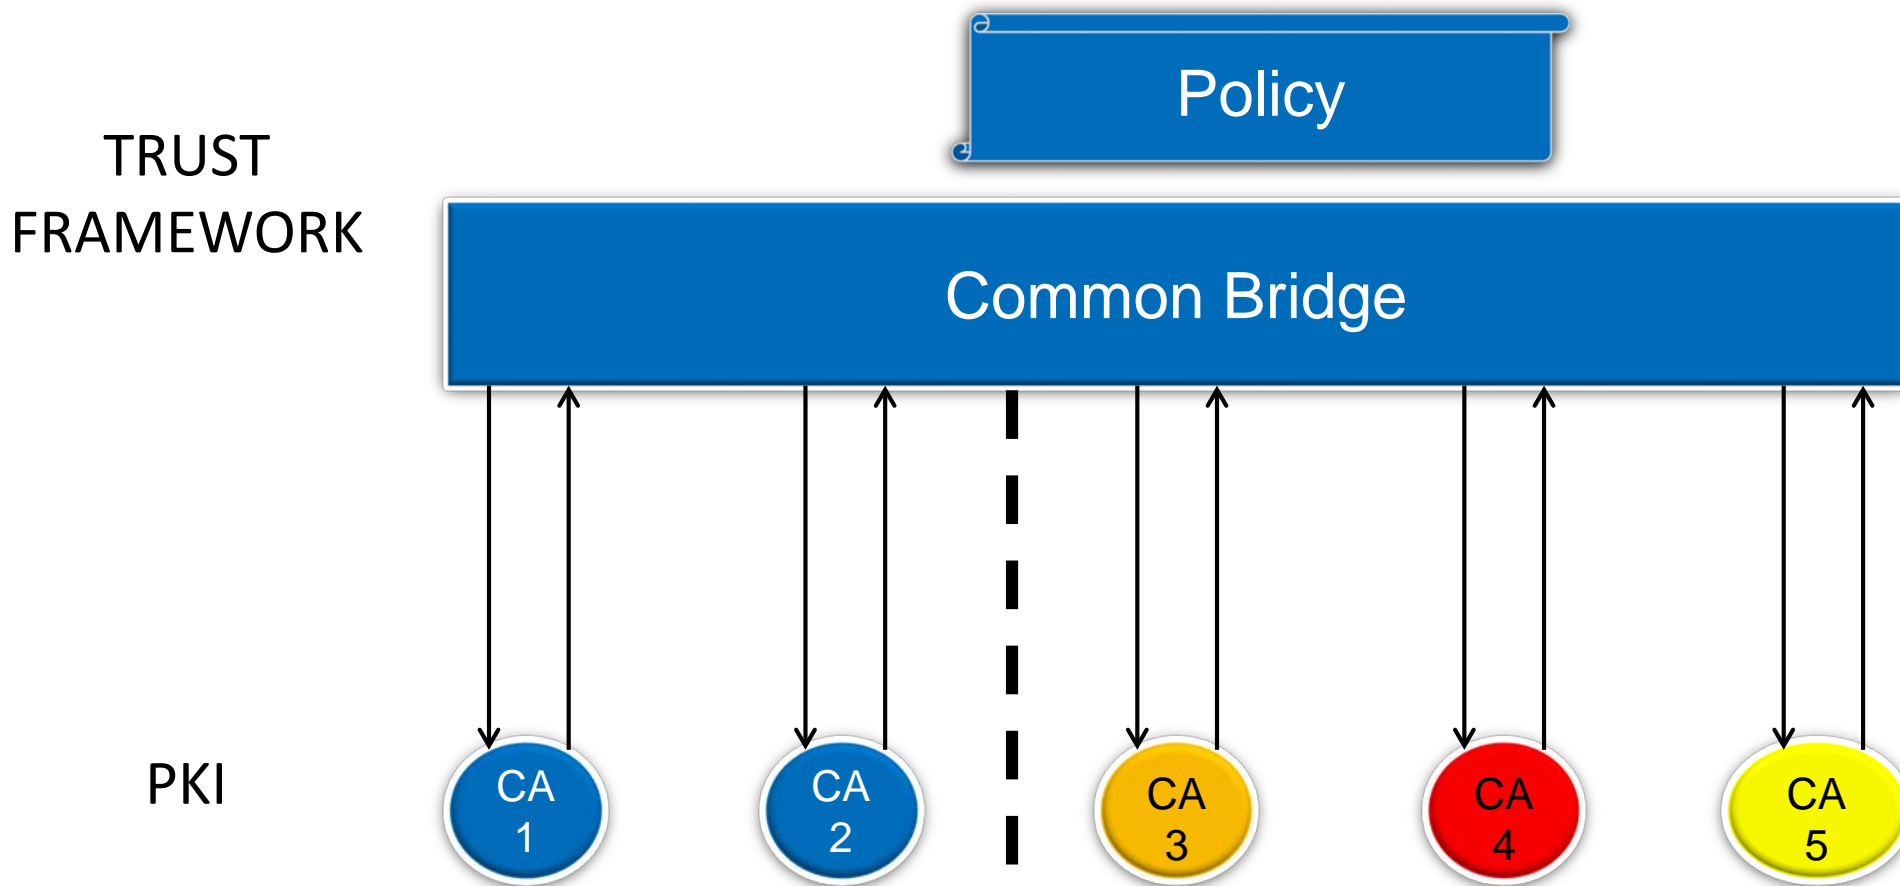 Policy
TRUST
FRAMEWORK
Common Bridge
PKI
CA
1
CA
2
CA
3
CA
4
CA
5